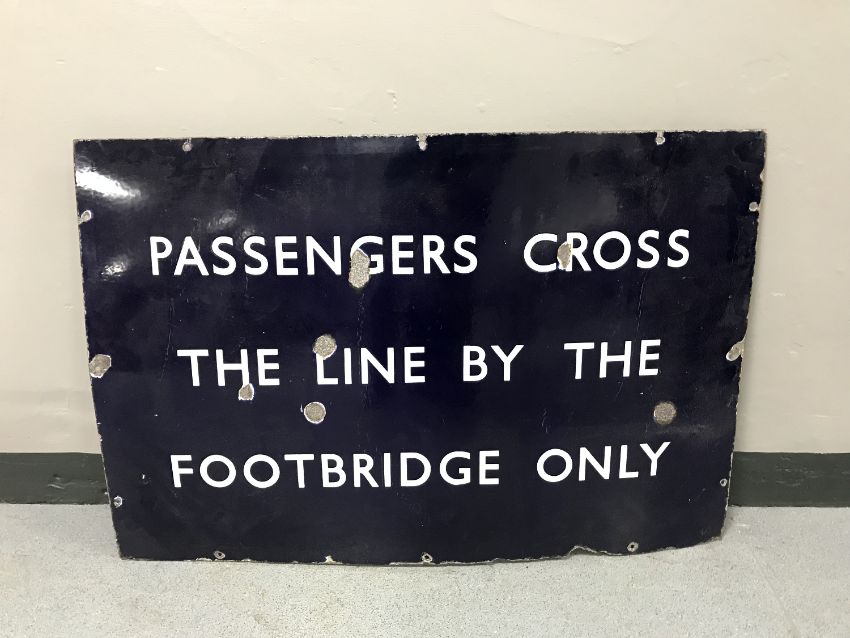 PASSENGERS CROSS
THE LINE BY THE
FOOTBRIDGE ONLY